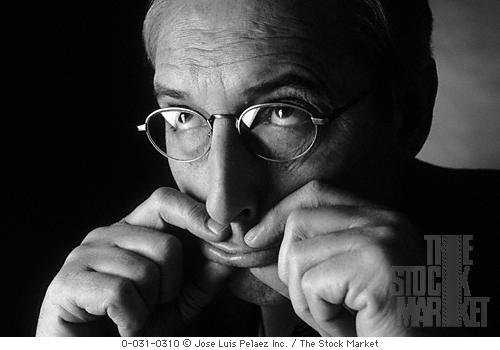 THE
STOCK
MARKET
0-031-0310 © Jose Luis Pelaez Inc. / The Stock Market